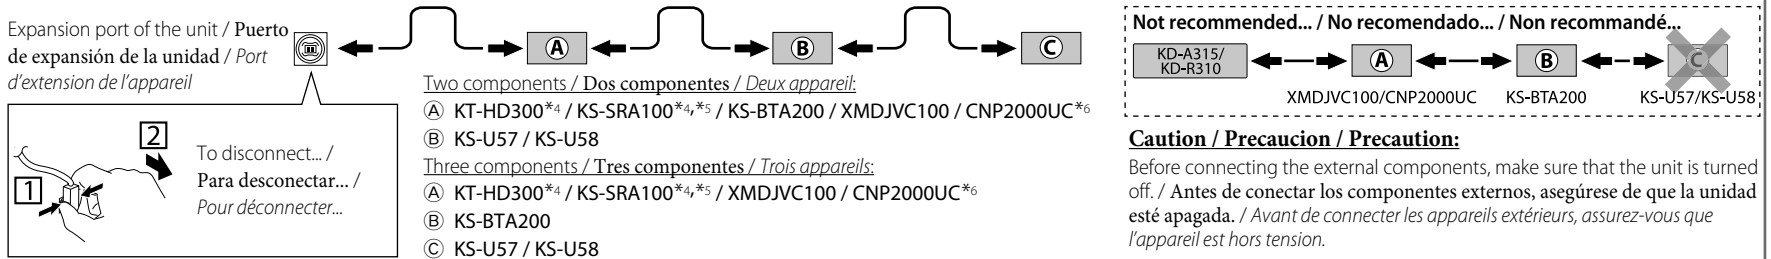 Expansion port of the unit / Puerto
de expansión de la unidad / Port
d'extension de l'appareil
Ⓐ
Ⓑ
Ⓒ
2
1
To disconnect... /
Para desconectar... /
Pour déconnecter...
Two components / Dos componentes / Deux appareil:
Ⓐ KT-HD300*4 / KS-SRA100*4,*5 / KS-BTA200 / XMDJVC100 / CNP2000UC*6
Ⓑ KS-U57 / KS-U58
Three components / Tres componentes / Trois appareils:
Ⓐ KT-HD300*4 / KS-SRA100*4,*5 / XMDJVC100 / CNP2000UC*6
Ⓑ KS-BTA200
Ⓒ KS-U57 / KS-U58
Not recommended... / No recomendado... / Non recommandé...
KD-A315/
KD-R310
Ⓐ
Ⓑ
Ⓒ
XMDJVC100/CNP2000UC KS-BTA200 KS-U57/KS-U58
Caution / Precaucion / Precaution:
Before connecting the external components, make sure that the unit is turned
off. / Antes de conectar los componentes externos, asegúrese de que la unidad
esté apagada. / Avant de connecter les appareils extérieurs, assurez-vous que
l'appareil est hors tension.